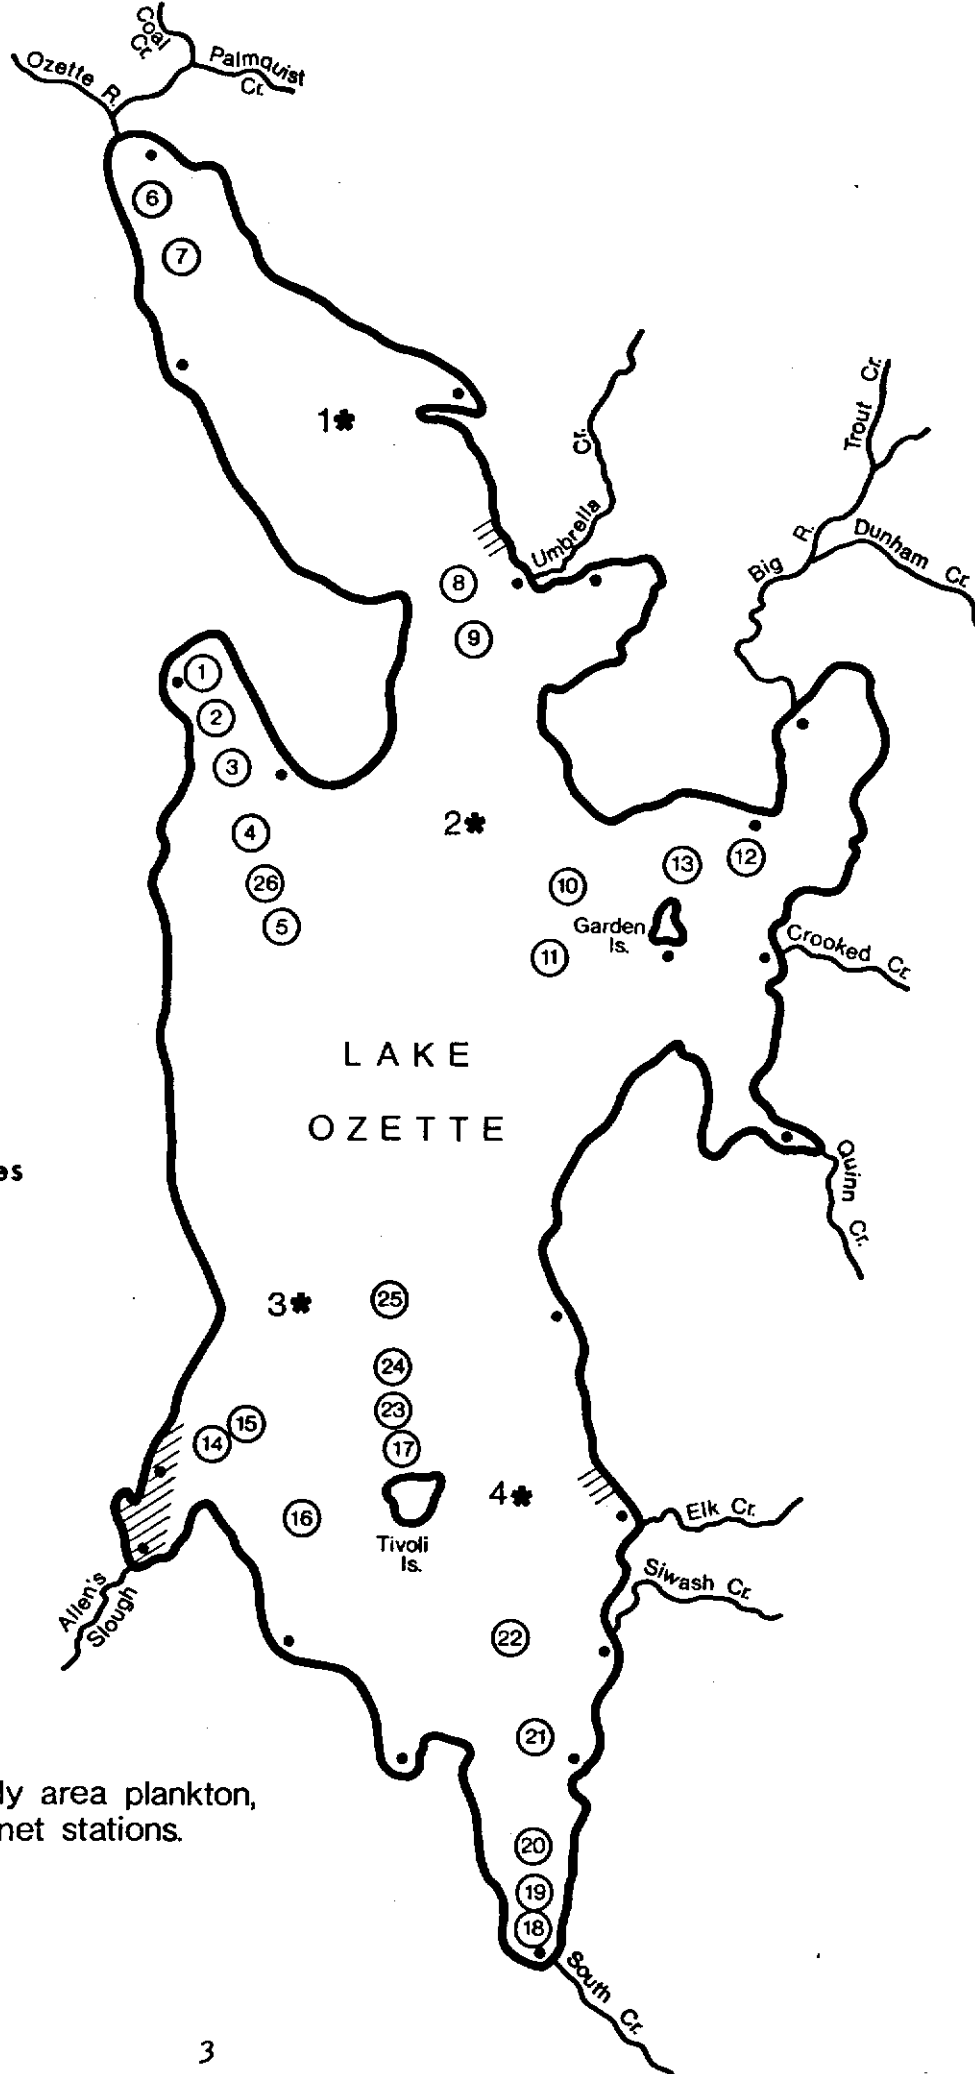 Coal
Cr.
Palmquist
Cr.
Ozette R.
6
7
1*
Umbrella Cr.
Trout Cr.
Big R.
Dunham Cr.
8
9
1
2
3
4
26
5
2*
10
11
12
13
Garden
Is.
Crooked Cr.
LAKE
OZETTE
Quinn Cr.
3*
25
24
23
17
15
14
16
Tivoli
Is.
4*
Elk Cr.
Siwash Cr.
Allen's
Slough
22
21
20
19
18
South Cr.
area plankton,
net stations.
3